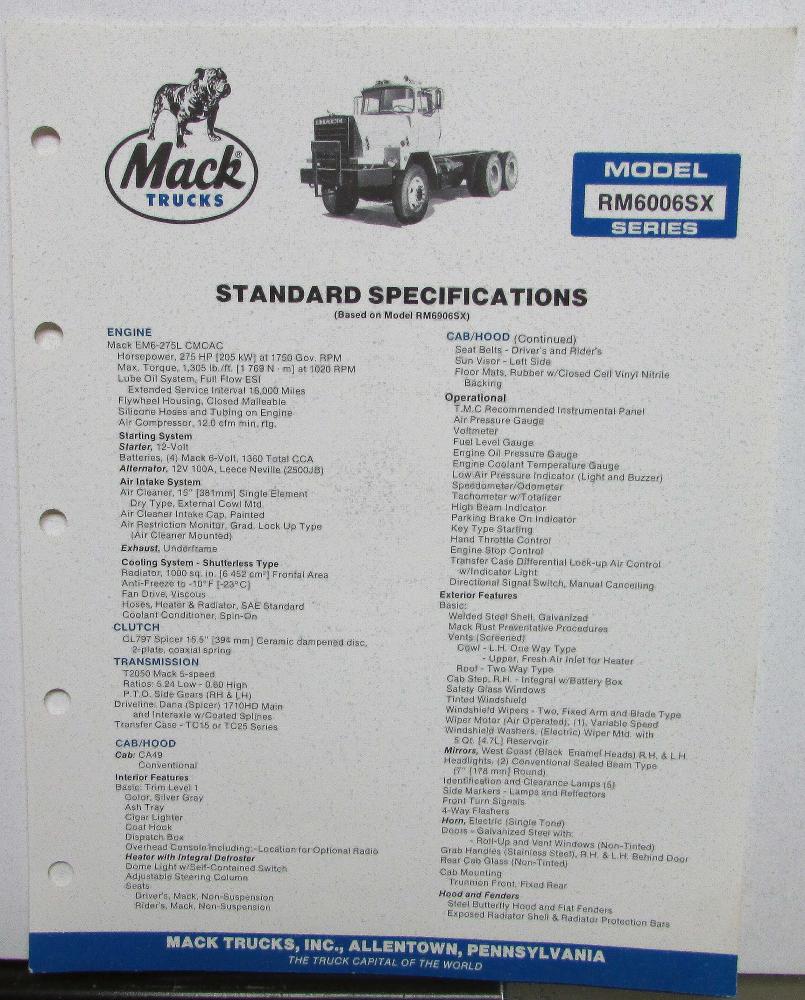 Mack®
TRUCKS
MACK
MODEL
RM6006SX
SERIES
STANDARD SPECIFICATIONS
(Based on Model RM6906SX)
ENGINE
Mack EM6-275L CMCAC
Horsepower, 275 HP [205 kW] at 1750 Gov. RPM
Max. Torque, 1,305 lb./ft. [1 769 N · m] at 1020 RPM
Lube Oil System, Full Flow ESI
Extended Service Interval 16,000 Miles
Flywheel Housing, Closed Malleable
Silicone Hoses and Tubing on Engine
Air Compressor, 12.0 cfm min. rtg.
Starting System
Starter, 12-Volt
Batteries, (4) Mack 6-Volt, 1360 Total CCA
Alternator, 12V 100A, Leece Neville (2500JB)
Air Intake System
Air Cleaner, 15" [381mm] Single Element
Dry Type, External Cowl Mtd.
Air Cleaner Intake Cap, Painted
Air Restriction Monitor, Grad. Lock Up Type
(Air Cleaner Mounted)
Exhaust, Underframe
Cooling System - Shutterless Type
Radiator, 1000 sq. in. [6 452 cm²] Frontal Area
Anti-Freeze to -10°F [-23°C]
Fan Drive, Viscous
Hoses, Heater & Radiator, SAE Standard
Coolant Conditioner, Spin-On
CLUTCH
CL797 Spicer 15.5" [394 mm] Ceramic dampened disc,
2-plate, coaxial spring
TRANSMISSION
T2050 Mack 5-speed
Ratios: 5.24 Low - 0.60 High
P.T.O. Side Gears (RH & LH)
Driveline: Dana (Spicer) 1710HD Main
and Interaxle w/Coated Splines
Transfer Case - TC15 or TC25 Series
CAB/HOOD
Cab: CA49
Conventional
Interior Features
Basic: Trim Level 1
Color, Silver Gray
Ash Tray
Cigar Lighter
Coat Hook
Dispatch Box
Overhead Console Including:-Location for Optional Radio
Heater with Integral Defroster
Dome Light w/Self-Contained Switch
Adjustable Steering Column
Seats
Driver's, Mack, Non-Suspension
Rider's, Mack, Non-Suspension
CAB/HOOD (Continued)
Seat Belts - Driver's and Rider's
Sun Visor - Left Side
Floor Mats, Rubber w/Closed Cell Vinyl Nitrile
Backing
Operational
T.M.C Recommended Instrumental Panel
Air Pressure Gauge
Voltmeter
Fuel Level Gauge
Engine Oil Pressure Gauge
Engine Coolant Temperature Gauge
Low Air Pressure Indicator (Light and Buzzer)
Speedometer/Odometer
Tachometer w/Totalizer
High Beam Indicator
Parking Brake On Indicator
Key Type Starting
Hand Throttle Control
Engine Stop Control
Transfer Case Differential Lock-up Air Control
w/Indicator Light
Directional Signal Switch, Manual Cancelling
Exterior Features
Basic:
Welded Steel Shell, Galvanized
Mack Rust Preventative Procedures
Vents (Screened)
Cowl - L.H. One Way Type
- Upper, Fresh Air Inlet for Heater
Roof - Two Way Type
Cab Step, R.H. - Integral w/Battery Box
Safety Glass Windows
Tinted Windshield
Windshield Wipers - Two, Fixed Arm and Blade Type
Wiper Motor (Air Operated), (1), Variable Speed
Windshield Washers, (Electric) Wiper Mtd. with
5 Qt. [4.7L] Reservoir
Mirrors, West Coast (Black Enamel Heads) R.H. & L.H.
Headlights, (2) Conventional Sealed Beam Type
(7" [178 mm] Round)
Identification and Clearance Lamps (5)
Side Markers - Lamps and Reflectors
Front Turn Signals
4-Way Flashers
Horn, Electric (Single Tone)
Doors - Galvanized Steel with:
- Roll-Up and Vent Windows (Non-Tinted)
Grab Handles (Stainless Steel), R.H. & L.H. Behind Door
Rear Cab Glass (Non-Tinted)
Cab Mounting
Trunnion Front, Fixed Rear
Hood and Fenders
Steel Butterfly Hood and Flat Fenders
Exposed Radiator Shell & Radiator Protection Bars
MACK TRUCKS, INC., ALLENTOWN, PENNSYLVANIA
THE TRUCK CAPITAL OF THE WORLD